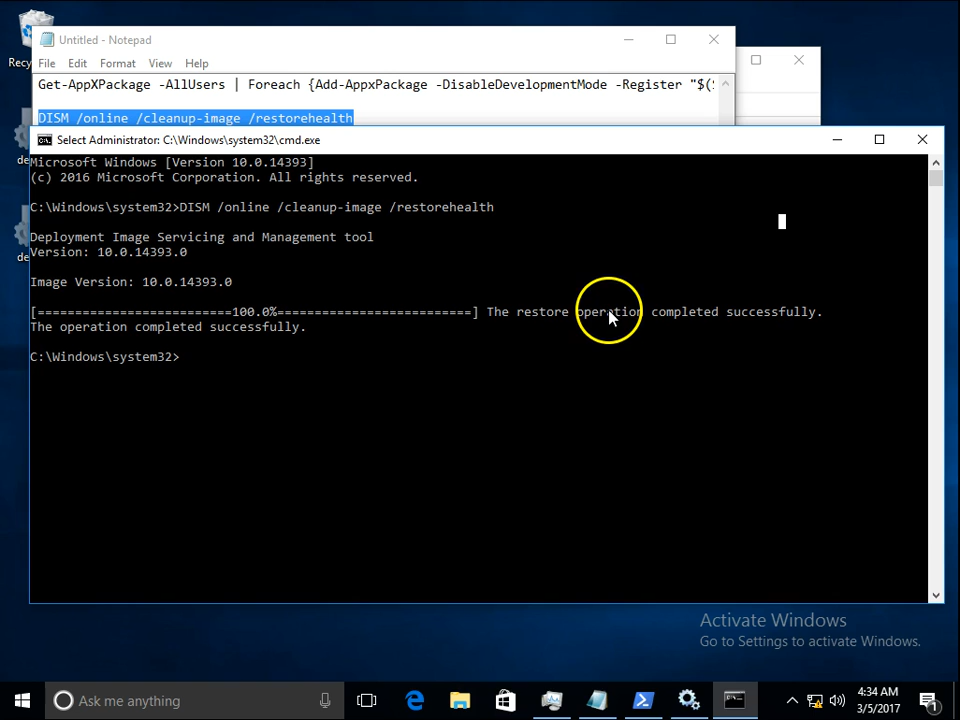 Untitled - Notepad
File Edit Format View Help
Get-AppXPackage -AllUsers | Foreach {Add-AppxPackage -DisableDevelopmentMode -Register "$(
DISM /online /cleanup-image /restorehealth
Select Administrator: C:\Windows\system32\cmd.exe
Microsoft Windows [Version 10.0.14393]
(c) 2016 Microsoft Corporation. All rights reserved.
C:\Windows\system32>DISM /online /cleanup-image /restorehealth
Deployment Image Servicing and Management tool
Version: 10.0.14393.0
Image Version: 10.0.14393.0
[==========================100.0%==========================] The restore operation completed successfully.
The operation completed successfully.
C:\Windows\system32>
Recy
de
de
Activate Windows
Go to Settings to activate Windows.
Ask me anything
4:34 AM
3/5/2017
1